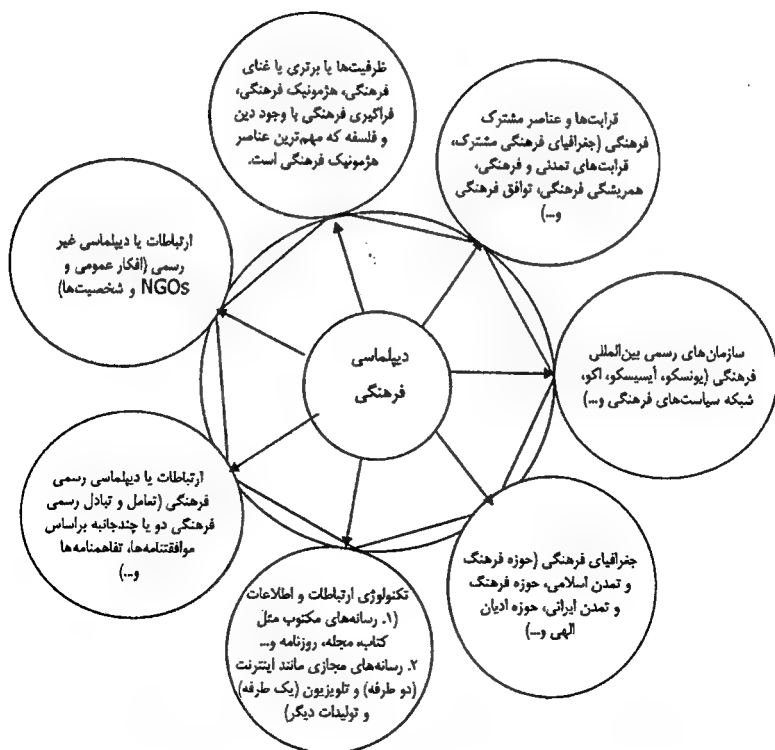 ظرفیت‌ها یا برتری یا غنای
فرهنگی، هژمونیک فرهنگی،
فراگیری فرهنگی با وجود دین
و فلسفه که مهم‌ترین عناصر
هژمونیک فرهنگی است.
قرابت‌ها و عناصر مشترک
فرهنگی (جغرافیای فرهنگی مشترک،
قرابت‌های تمدنی و فرهنگی،
همریشگی فرهنگی، توافق فرهنگی
و...)
ارتباطات یا دیپلماسی غیر
رسمی (افکار عمومی و
NGOs و شخصیت‌ها)
دیپلماسی
فرهنگی
سازمان‌های رسمی بین‌المللی
فرهنگی (یونسکو، آیسیسکو، اکو،
شبکه سیاست‌های فرهنگی و...)
ارتباطات یا دیپلماسی رسمی
فرهنگی (تعامل و تبادل رسمی
فرهنگی دو یا چندجانبه براساس
موافقتنامه‌ها، تفاهمنامه‌ها
و...)
جغرافیای فرهنگی (حوزه فرهنگ
و تمدن اسلامی، حوزه فرهنگ
و تمدن ایرانی، حوزه ادیان
الهی و...)
تکنولوژی ارتباطات و اطلاعات
(۱. رسانه‌های مکتوب مثل
کتاب، مجله، روزنامه و...
۲. رسانه‌های مجازی مانند اینترنت
(دو طرفه) و تلویزیون (یک طرفه)
و تولیدات دیگر)